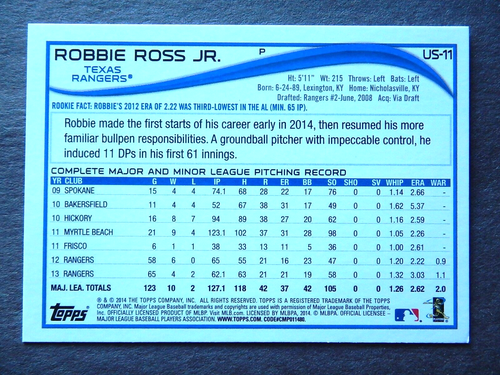 ROBBIE ROSS JR. P US-11
TEXAS
RANGERS®
Ht: 5'11" Wt: 215 Throws: Left Bats: Left
Born: 6-24-89, Lexington, KY Home: Nicholasville, KY
Drafted: Rangers #2-June, 2008 Acq: Via Draft
ROOKIE FACT: ROBBIE'S 2012 ERA OF 2.22 WAS THIRD-LOWEST IN THE AL (MIN. 65 IP).
Robbie made the first starts of his career early in 2014, then resumed his more
familiar bullpen responsibilities. A groundball pitcher with impeccable control, he
induced 11 DPs in his first 61 innings.
COMPLETE MAJOR AND MINOR LEAGUE PITCHING RECORD
YR CLUB G W L IP H R ER BB SO SHO SV WHIP ERA WAR
09 SPOKANE 15 4 4 74.1 68 28 22 17 76 0 0 1.14 2.66 -
10 BAKERSFIELD 11 4 4 52 67 38 31 17 49 0 0 1.62 5.37 -
10 HICKORY 16 8 7 94 89 38 27 20 62 0 0 1.16 2.59 -
11 MYRTLE BEACH 21 9 4 123.1 102 37 31 28 98 0 0 1.05 2.26 -
11 FRISCO 6 1 1 38 33 13 11 5 36 0 0 1.00 2.61 -
12 RANGERS 58 6 0 65 55 21 16 23 47 0 0 1.20 2.22 0.9
13 RANGERS 65 4 2 62.1 63 21 21 19 58 0 0 1.32 3.03 1.1
MAJ. LEA. TOTALS 123 10 2 127.1 118 42 37 42 105 0 0 1.26 2.62 2.0
® & © 2014 THE TOPPS COMPANY, INC. ALL RIGHTS RESERVED. TOPPS IS A REGISTERED TRADEMARK OF THE TOPPS
COMPANY, INC. Major League Baseball trademarks and copyrights are used with permission of Major League Baseball Properties,
Inc. OFFICIALLY LICENSED PRODUCT OF MLBP. Visit MLB.com. © MLBPA, 2014. © MLBPA, OFFICIAL LICENSEE –
MAJOR LEAGUE BASEBALL PLAYERS ASSOCIATION. WWW.TOPPS.COM. CODE#CMP011480.
Topps